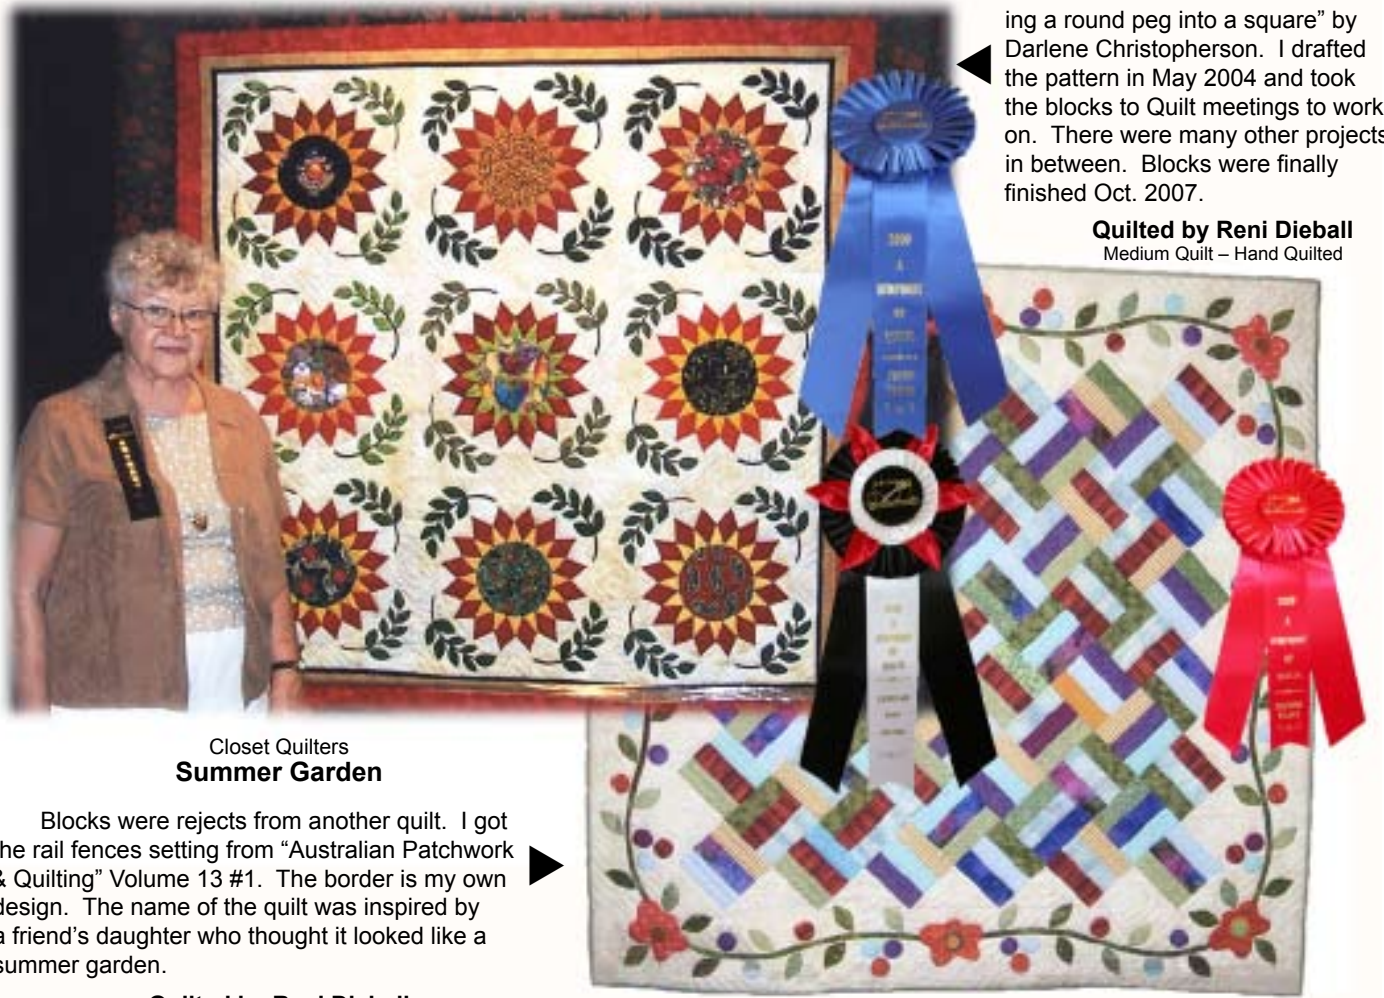 ing a round peg into a square” by
Darlene Christopherson.  I drafted
the pattern in May 2004 and took
the blocks to Quilt meetings to work
on.  There were many other projects
in between.  Blocks were finally
finished Oct. 2007.
Quilted by Reni Dieball
Medium Quilt – Hand Quilted
Closet Quilters
Summer Garden
Blocks were rejects from another quilt.  I got
the rail fences setting from “Australian Patchwork
& Quilting” Volume 13 #1.  The border is my own
design.  The name of the quilt was inspired by
a friend’s daughter who thought it looked like a
summer garden.
Quilted by Reni Dieball